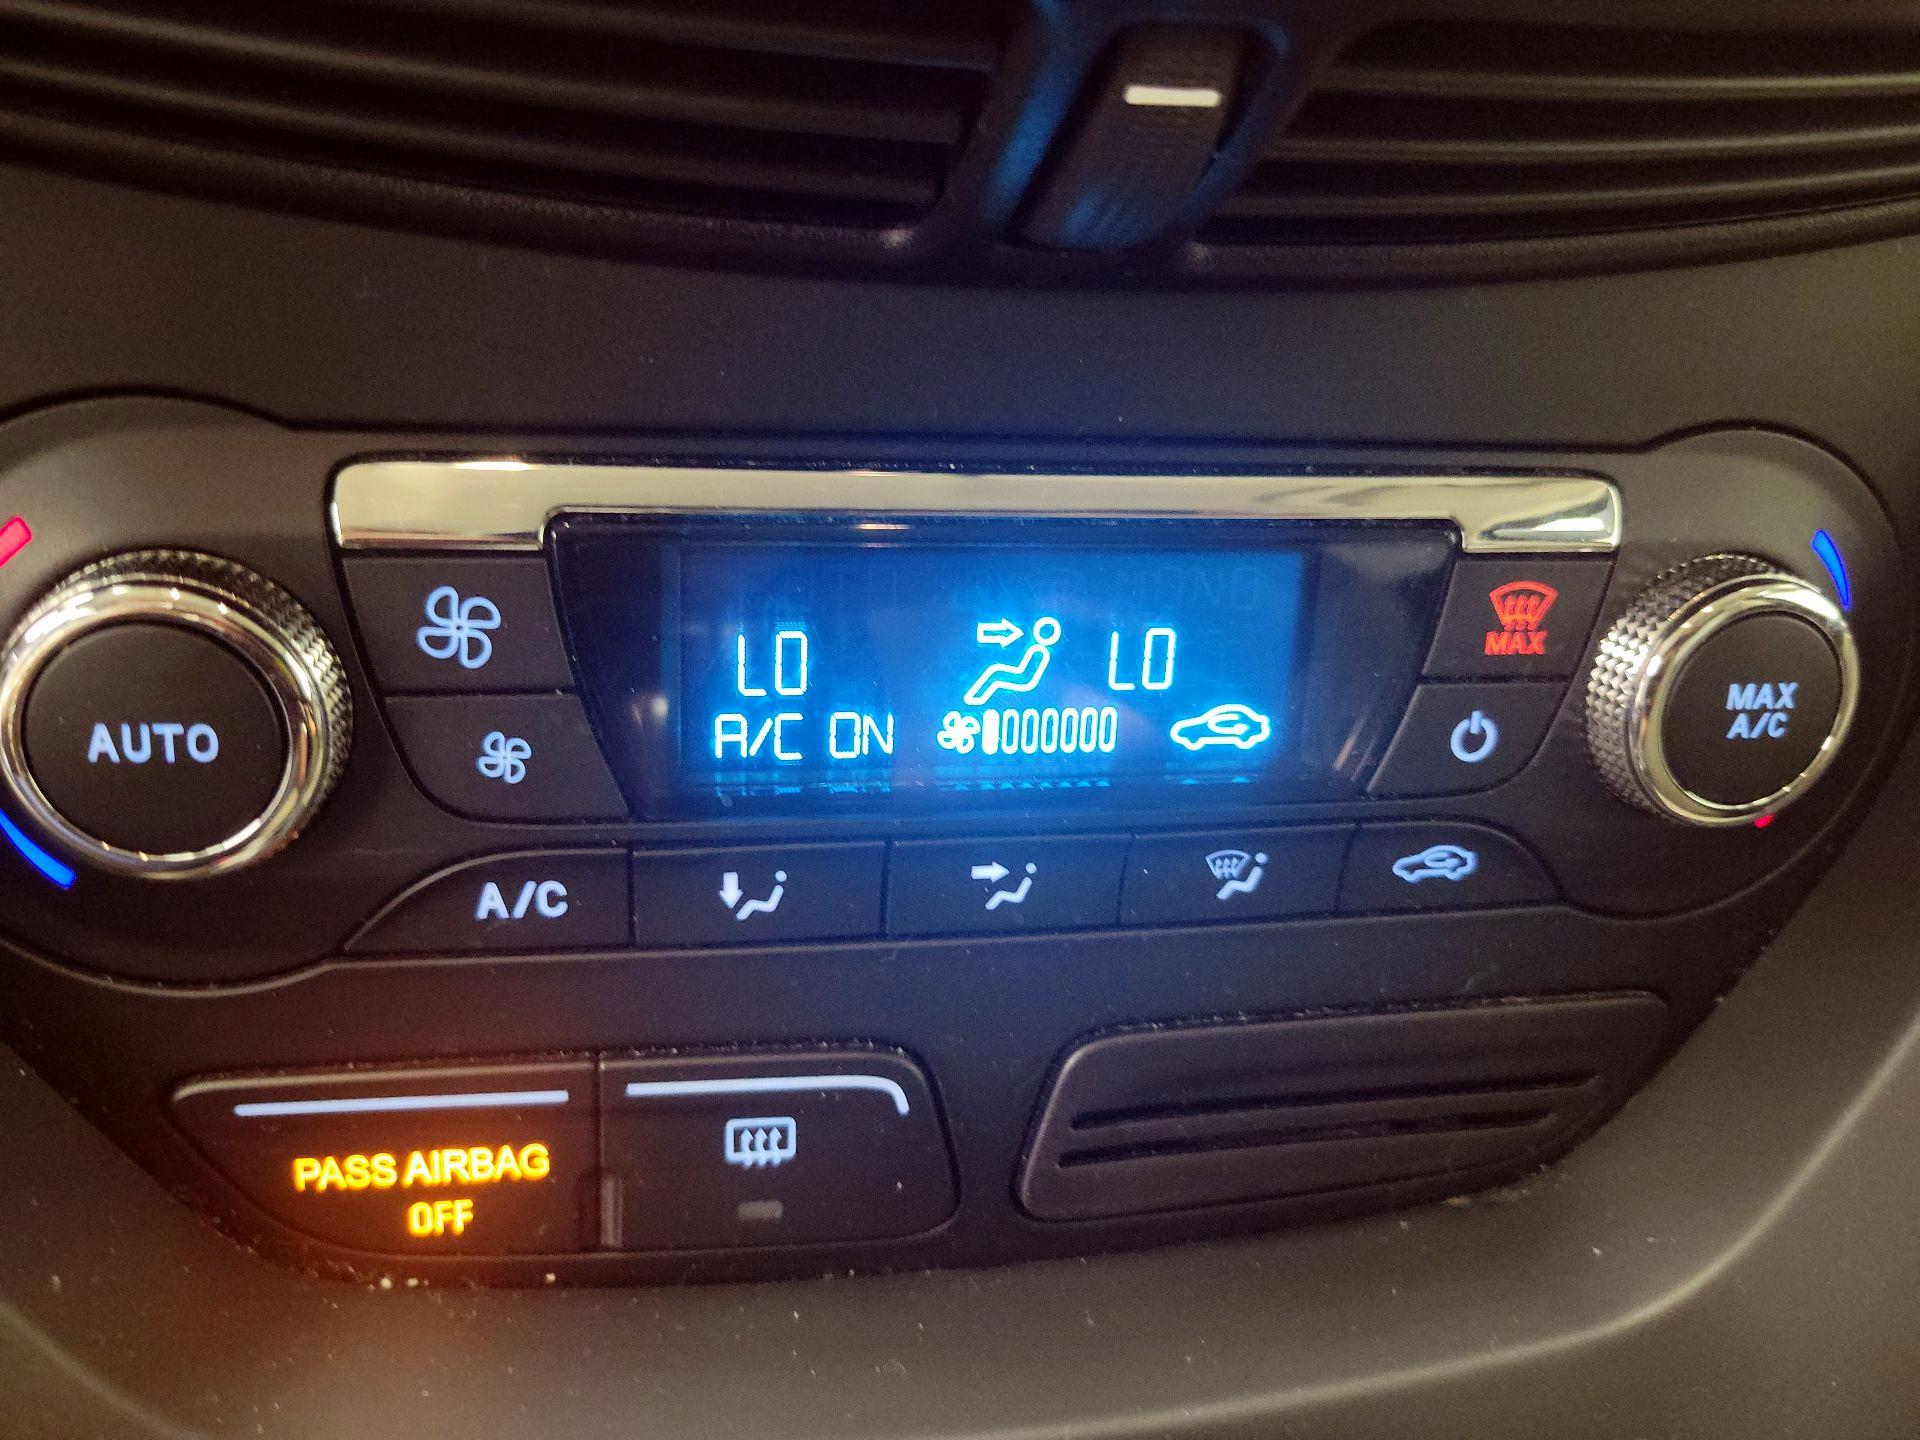 LO LO
A/C ON
MAX
AUTO
MAX
A/C
A/C
PASS AIRBAG
OFF